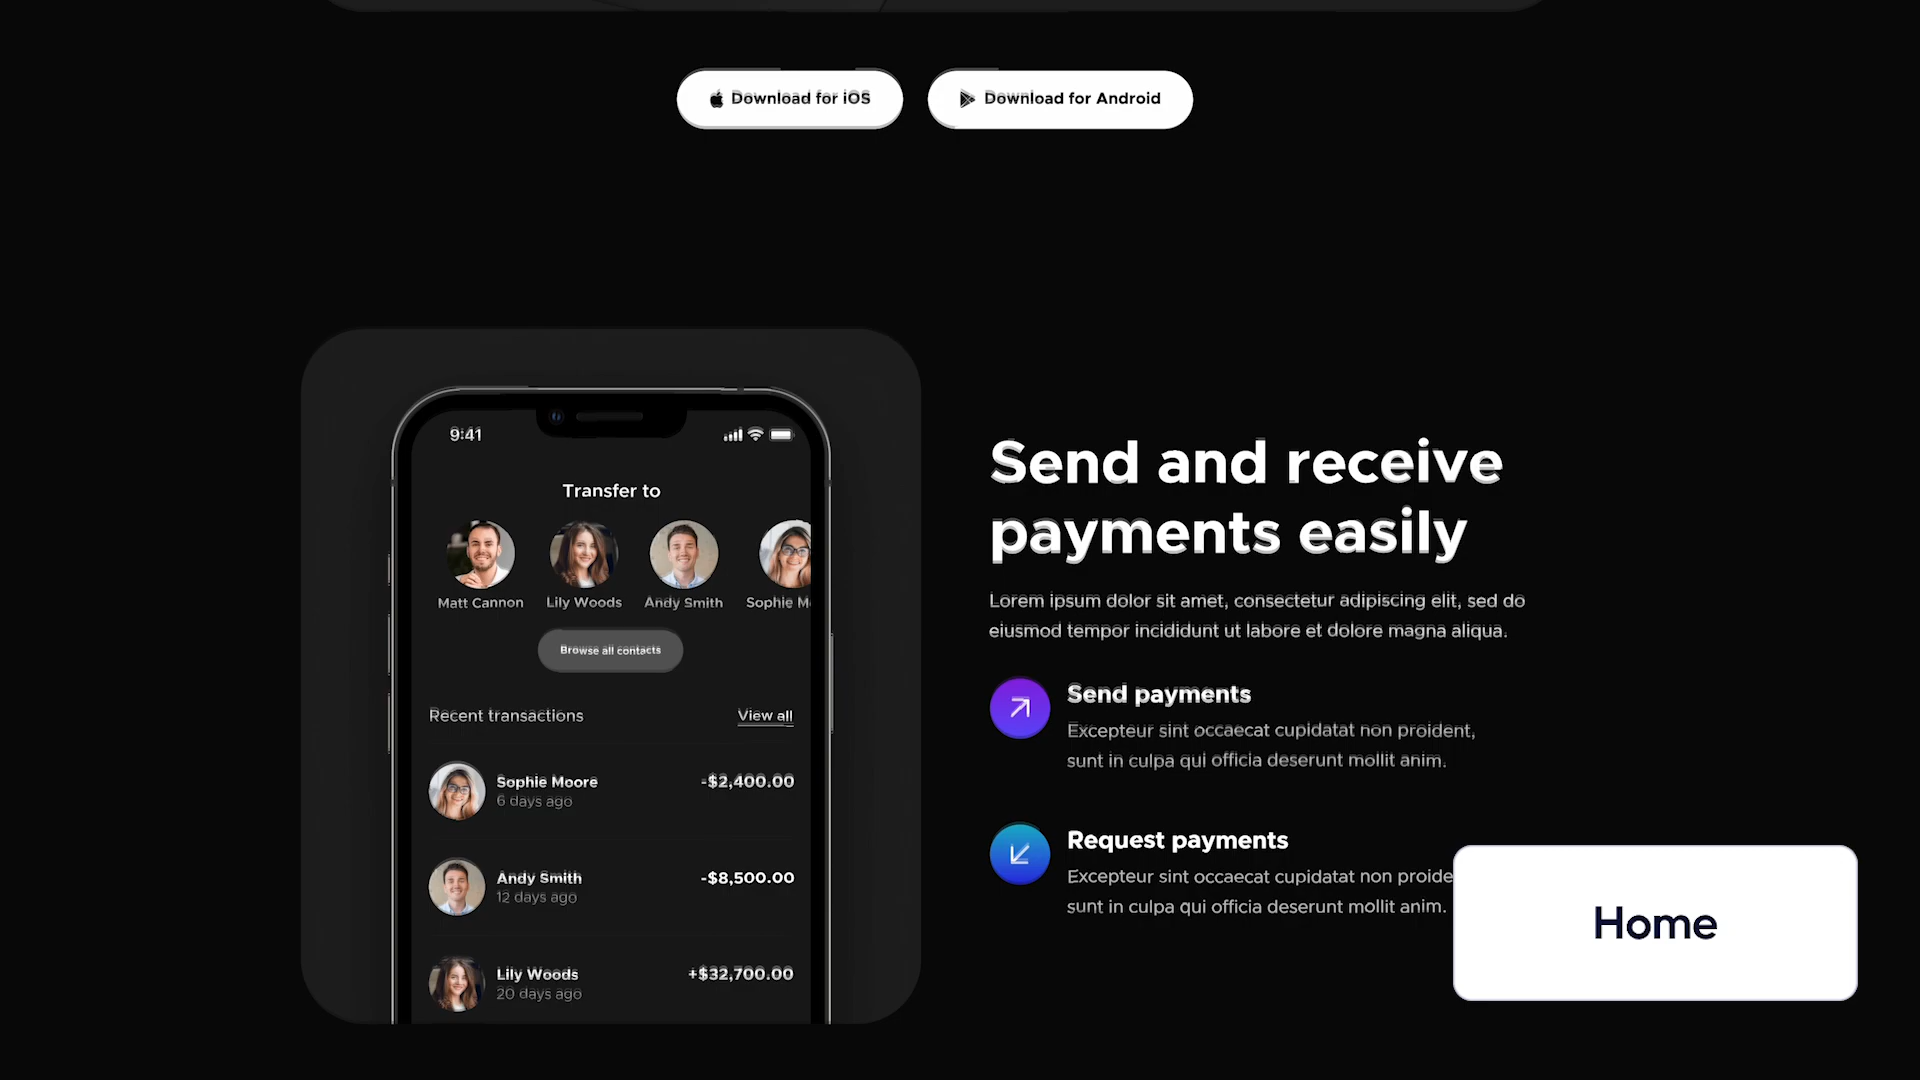 Download for iOS
Download for Android
9:41
Transfer to
Matt Cannon
Lily Woods
Andy Smith
Sophie M
Browse all contacts
Recent transactions
View all
Sophie Moore
-$2,400.00
6 days ago
Andy Smith
-$8,500.00
12 days ago
Lily Woods
+$32,700.00
20 days ago
Send and receive
payments easily
Lorem ipsum dolor sit amet, consectetur adipiscing elit, sed do
eiusmod tempor incididunt ut labore et dolore magna aliqua.
Send payments
Excepteur sint occaecat cupidatat non proident,
sunt in culpa qui officia deserunt mollit anim.
Request payments
Excepteur sint occaecat cupidatat non proide
sunt in culpa qui officia deserunt mollit anim.
Home